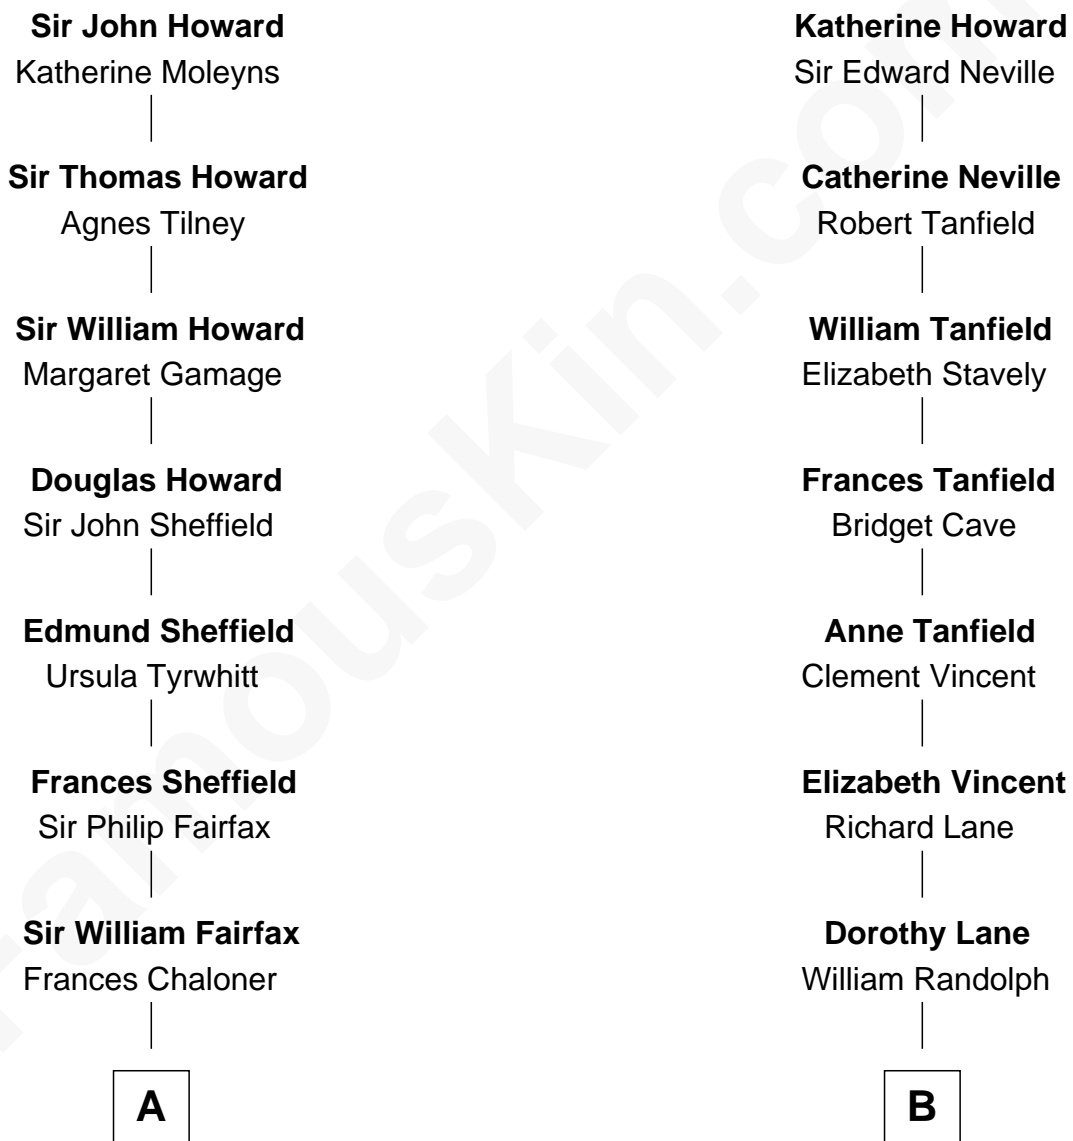 Sir John Howard
Katherine Moleyns
Sir Thomas Howard
Agnes Tilney
Sir William Howard
Margaret Gamage
Douglas Howard
Sir John Sheffield
Edmund Sheffield
Ursula Tyrwhitt
Frances Sheffield
Sir Philip Fairfax
Sir William Fairfax
Frances Chaloner
A
Katherine Howard
Sir Edward Neville
Catherine Neville
Robert Tanfield
William Tanfield
Elizabeth Stavely
Frances Tanfield
Bridget Cave
Anne Tanfield
Clement Vincent
Elizabeth Vincent
Richard Lane
Dorothy Lane
William Randolph
B
FamousKin.com